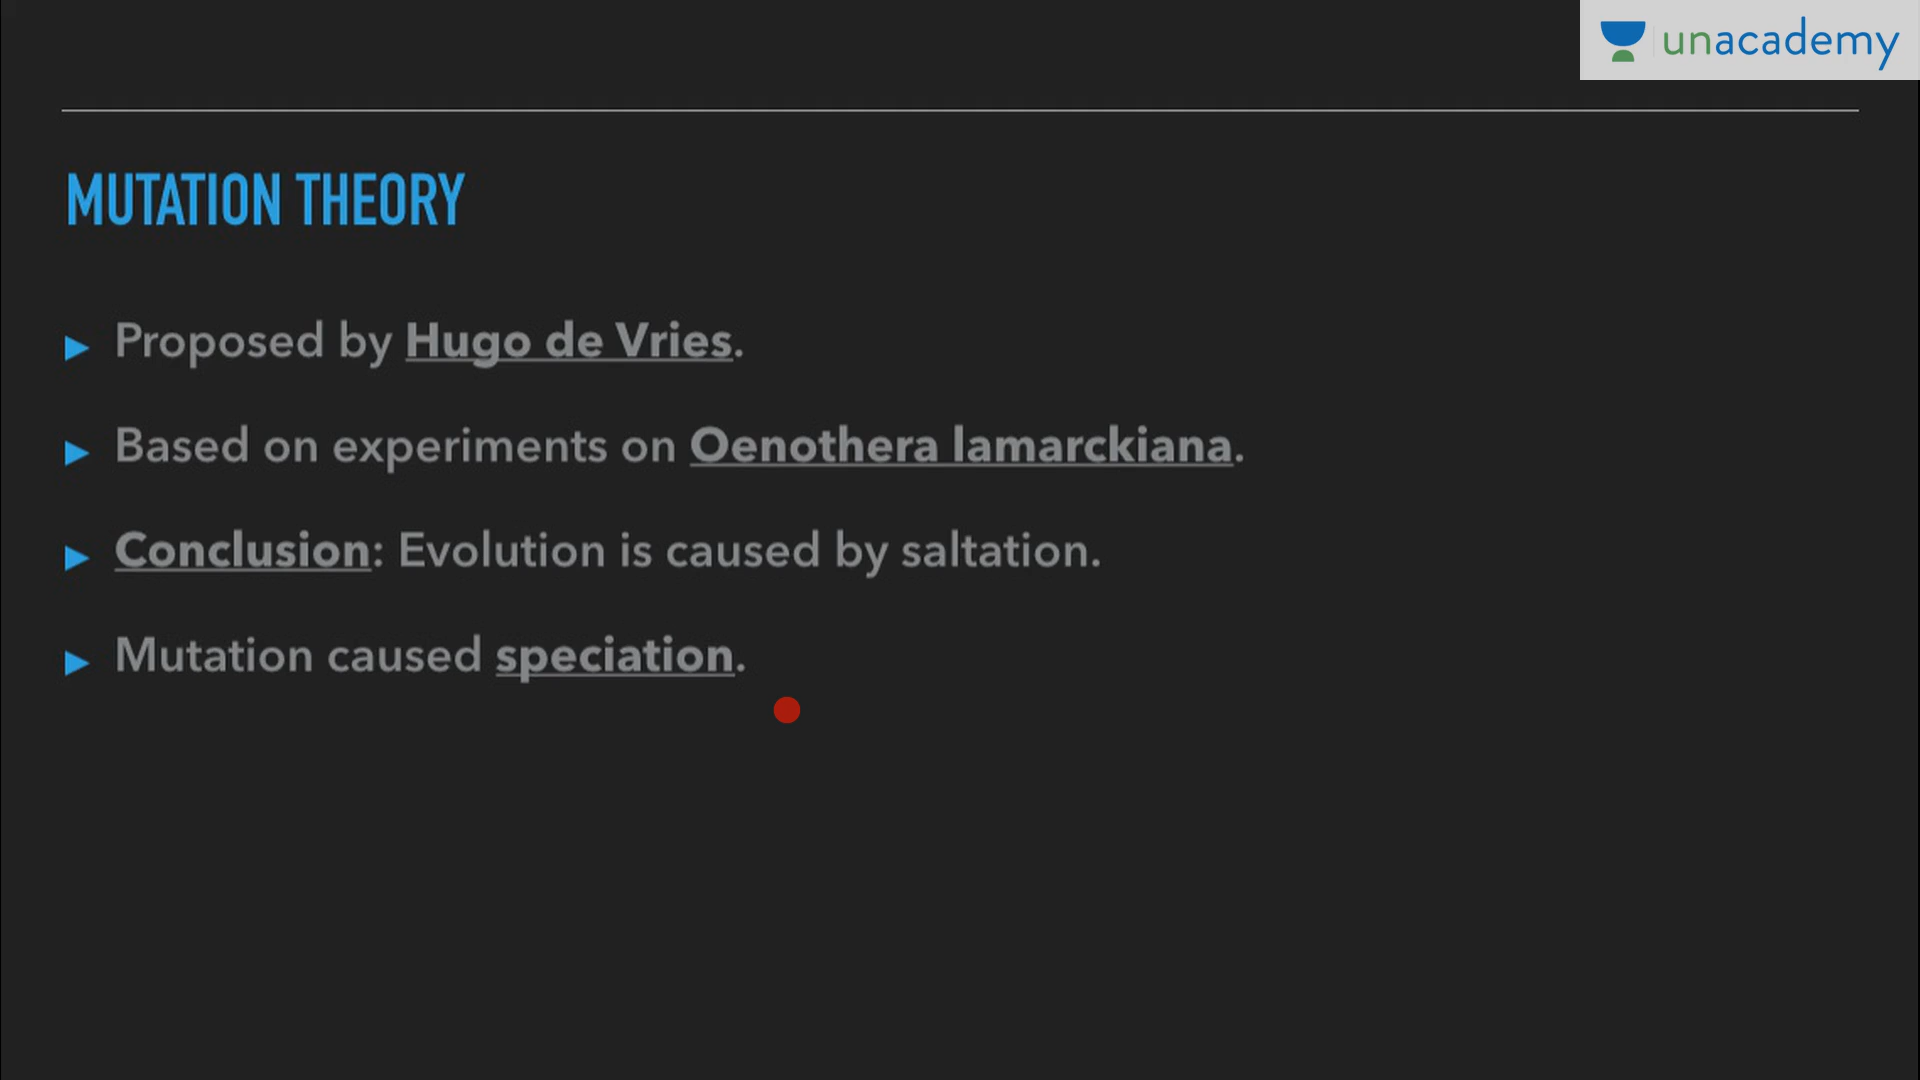 unacademy
MUTATION THEORY
▶ Proposed by Hugo de Vries.
▶ Based on experiments on Oenothera lamarckiana.
▶ Conclusion: Evolution is caused by saltation.
▶ Mutation caused speciation.